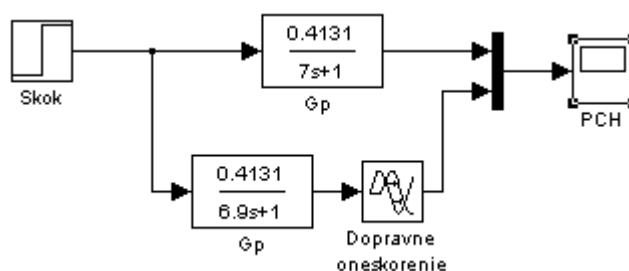 Skok
0.4131
7s+1
Gp
PCH
0.4131
6.9s+1
Gp
Dopravne
oneskorenie